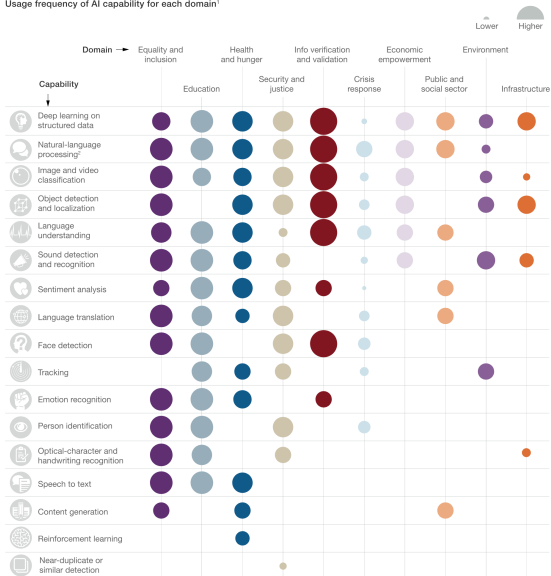 Usage frequency of AI capability for each domain¹
Lower Higher
Domain Equality and inclusion
Health and hunger
Info verification and validation
Economic empowerment
Environment
Capability
Education
Security and justice
Crisis response
Public and social sector
Infrastructure
Deep learning on
structured data
Natural-language
processing²
Image and video
classification
Object detection
and localization
Language
understanding
Sound detection
and recognition
Sentiment analysis
Language translation
Face detection
Tracking
Emotion recognition
Person identification
Optical-character and
handwriting recognition
Speech to text
Content generation
Reinforcement learning
Near-duplicate or
similar detection